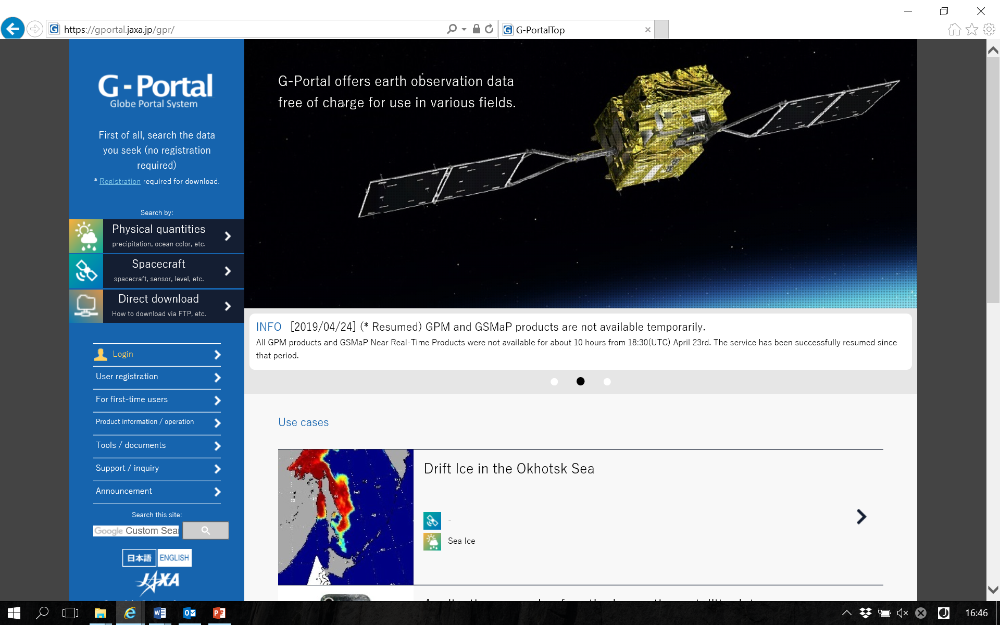 https://gportal.jaxa.jp/gpr/
G-PortalTop
G-Portal
Globe Portal System
First of all, search the data
you seek (no registration
required)
* Registration required for download.
Search by:
Physical quantities
precipitation, ocean color, etc.
Spacecraft
spacecraft, sensor, level, etc.
Direct download
How to download via FTP, etc.
Login
User registration
For first-time users
Product information / operation
Tools / documents
Support / inquiry
Announcement
Search this site:
Google Custom Sea
日本語 ENGLISH
JAXA
G-Portal offers earth observation data
free of charge for use in various fields.
INFO [2019/04/24] (* Resumed) GPM and GSMaP products are not available temporarily.
All GPM products and GSMaP Near Real-Time Products were not available for about 10 hours from 18:30(UTC) April 23rd. The service has been successfully resumed since
that period.
Use cases
Drift Ice in the Okhotsk Sea
-
Sea Ice
16:46